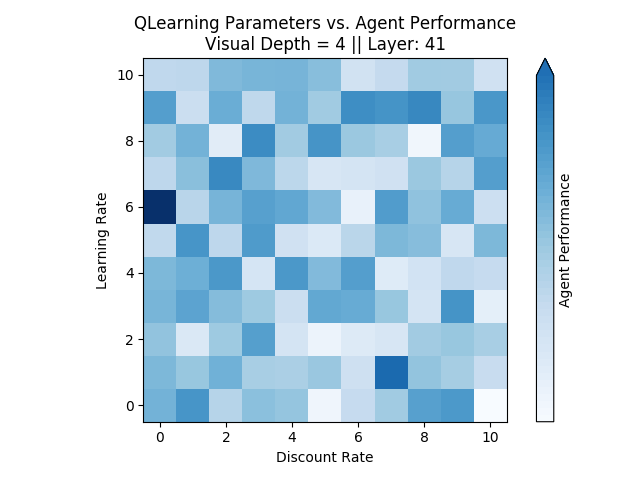 QLearning Parameters vs. Agent Performance
Visual Depth = 4 || Layer: 41
10
8
6
4
2
0
Learning Rate
0 2 4 6 8 10
Discount Rate
Agent Performance